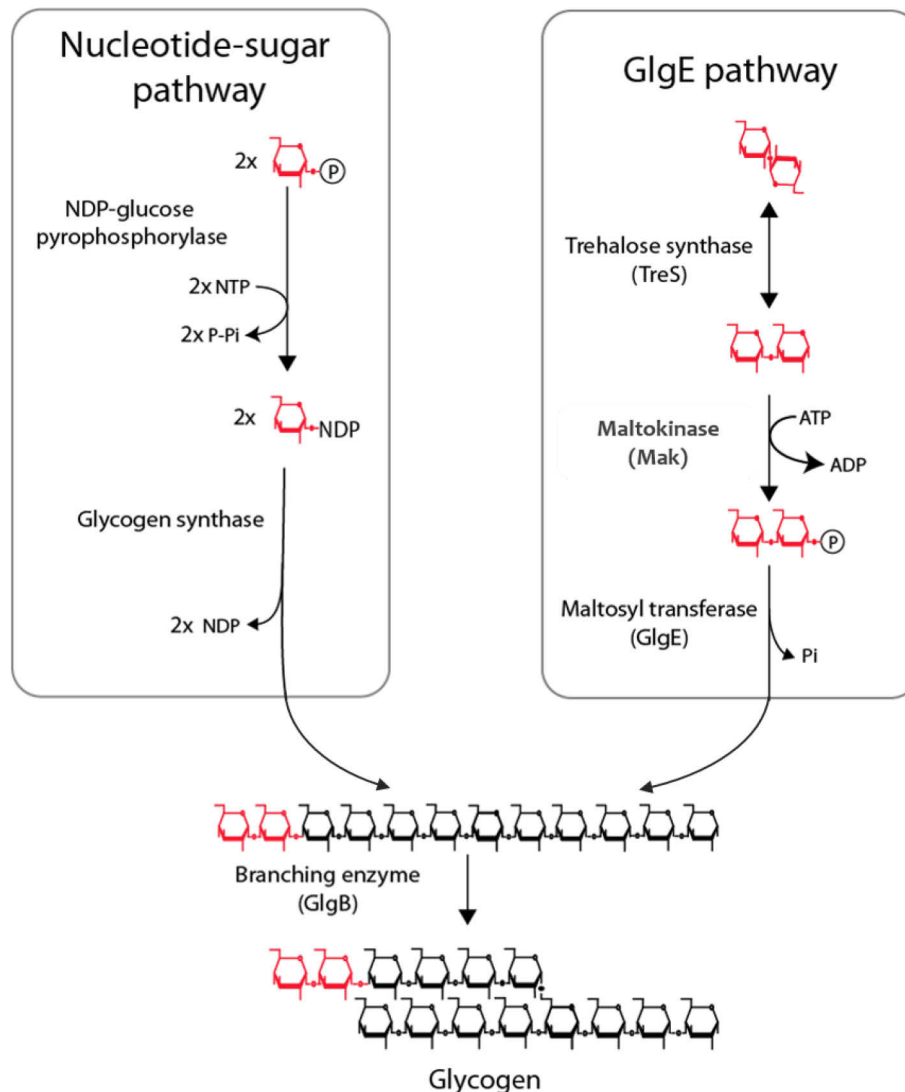 Nucleotide-sugar
pathway
2x
P
NDP-glucose
pyrophosphorylase
2x NTP
2x P-Pi
2x
NDP
Glycogen synthase
2x NDP
GlgE pathway
Trehalose synthase
(TreS)
Maltokinase
(Mak)
ATP
ADP
P
Maltosyl transferase
(GlgE)
Pi
Branching enzyme
(GlgB)
Glycogen